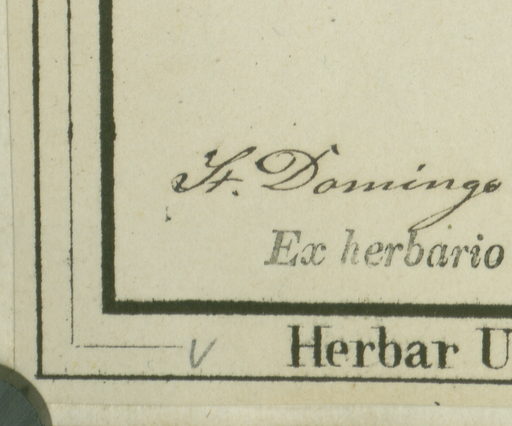 St. Domingo
Ex herbario
V
Herbar U